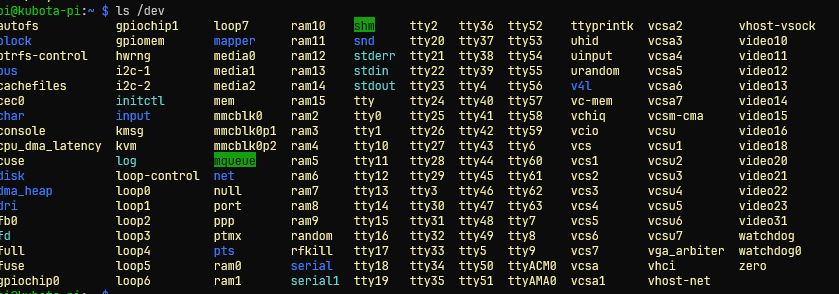 pi@kubota-pi:~ $ ls /dev
autofs gpiochip1 loop7 ram10 shm tty2 tty36 tty52 ttyprintk vcsa2 vhost-vsock
block gpiomem mapper ram11 snd tty20 tty37 tty53 uhid vcsa3 video10
btrfs-control hwrng media0 ram12 stderr tty21 tty38 tty54 uinput vcsa4 video11
bus i2c-1 media1 ram13 stdin tty22 tty39 tty55 urandom vcsa5 video12
cachefiles i2c-2 media2 ram14 stdout tty23 tty4 tty56 v4l vcsa6 video13
cec0 initctl mem ram15 tty tty24 tty40 tty57 vc-mem vcsa7 video14
char input mmcblk0 ram2 tty0 tty25 tty41 tty58 vchiq vcsm-cma video15
console kmsg mmcblk0p1 ram3 tty1 tty26 tty42 tty59 vcio vcsu video16
cpu_dma_latency kvm mmcblk0p2 ram4 tty10 tty27 tty43 tty6 vcs vcsu1 video18
cuse log mqueue ram5 tty11 tty28 tty44 tty60 vcs1 vcsu2 video20
disk loop-control net ram6 tty12 tty29 tty45 tty61 vcs2 vcsu3 video21
dma_heap loop0 null ram7 tty13 tty3 tty46 tty62 vcs3 vcsu4 video22
dri loop1 port ram8 tty14 tty30 tty47 tty63 vcs4 vcsu5 video23
fb0 loop2 ppp ram9 tty15 tty31 tty48 tty7 vcs5 vcsu6 video31
fd loop3 ptmx random tty16 tty32 tty49 tty8 vcs6 vcsu7 watchdog
full loop4 pts rfkill tty17 tty33 tty5 tty9 vcs7 vga_arbiter watchdog0
fuse loop5 ram0 serial tty18 tty34 tty50 ttyACM0 vcsa vhci zero
gpiochip0 loop6 ram1 serial1 tty19 tty35 tty51 ttyAMA0 vcsa1 vhost-net
pi@kubota-pi:~ $